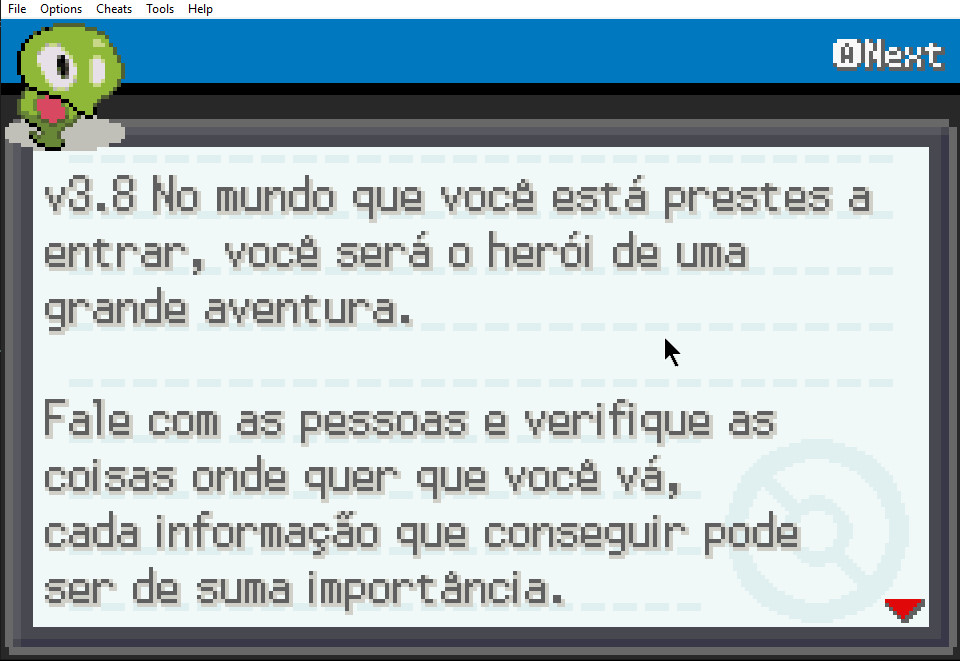 File Options Cheats Tools Help
A Next
v3.8 No mundo que você está prestes a
entrar, você será o herói de uma
grande aventura.
Fale com as pessoas e verifique as
coisas onde quer que você vá,
cada informação que conseguir pode
ser de suma importância.